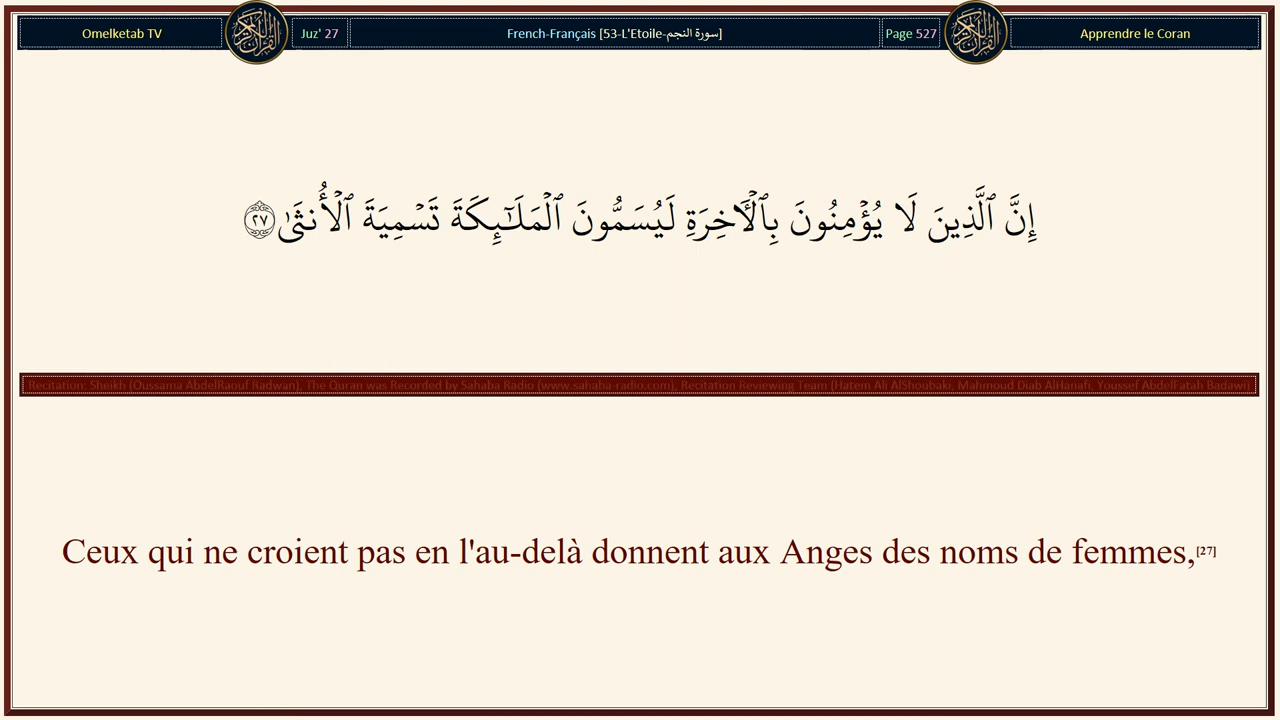 Omelketab TV
Juz' 27
French-Français [53-L'Etoile-سورة النجم]
Page 527
Apprendre le Coran
إِنَّ ٱلَّذِينَ لَا يُؤۡمِنُونَ بِٱلۡأٓخِرَةِ لَيُسَمُّونَ ٱلۡمَلَٰٓئِكَةَ تَسۡمِيَةَ ٱلۡأُنثَىٰ ٢٧
Recitation: Sheikh (Oussama AbdelRaouf Radwan), The Quran was Recorded In Sahaba Radio (www.sahaba-radio.com), Recitation Reviewing Team (Hatem Ali AlShoubaki, Mahmoud Diab AlHanafi, Youssef AbdelFatah Badawi)
Ceux qui ne croient pas en l'au-delà donnent aux Anges des noms de femmes,[27]